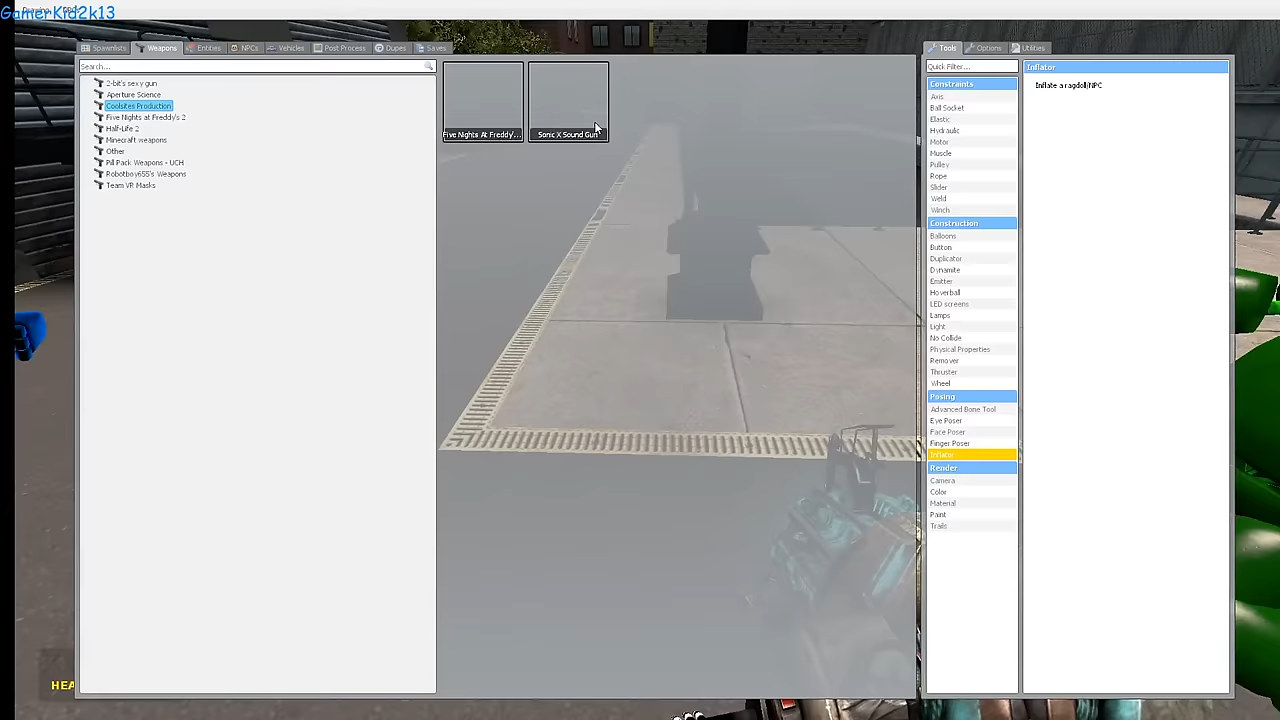 GamerKid2k13
Spawnlists
Weapons
Entities
NPCs
Vehicles
Post Process
Dupes
Saves
Search...
2-bit's sexy gun
Aperture Science
Coolsites Production
Five Nights at Freddy's 2
Half-Life 2
Minecraft weapons
Other
Pill Pack Weapons - UCH
Robotboy655's Weapons
Team VR Masks
Five Nights At Freddy'...
Sonic X Sound Gun
Tools
Options
Utilities
Quick Filter...
Constraints
Axis
Ball Socket
Elastic
Hydraulic
Motor
Muscle
Pulley
Rope
Slider
Weld
Winch
Construction
Balloons
Button
Duplicator
Dynamite
Emitter
Hoverball
LED screens
Lamps
Light
No Collide
Physical Properties
Remover
Thruster
Wheel
Posing
Advanced Bone Tool
Eye Poser
Face Poser
Finger Poser
Inflator
Render
Camera
Color
Material
Paint
Trails
Inflator
Inflate a ragdoll/NPC
HEA